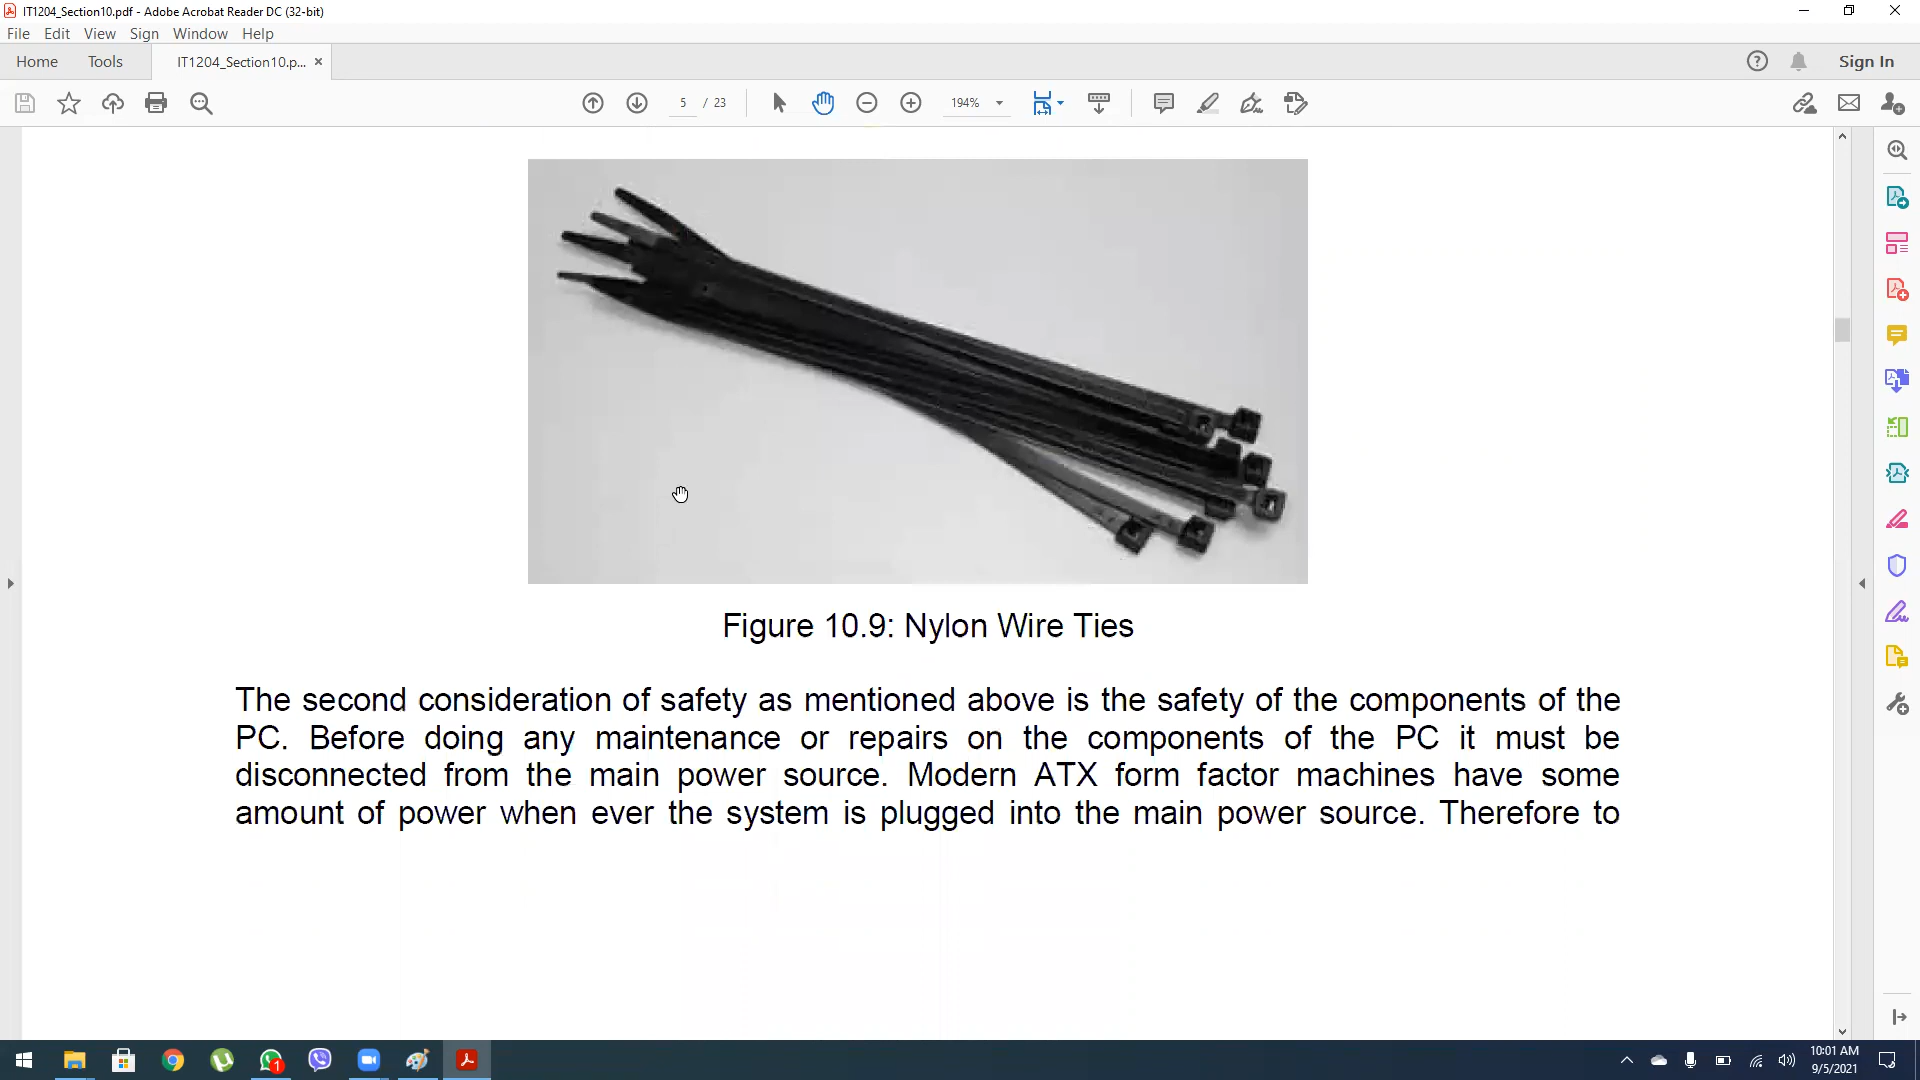 IT1204_Section10.pdf - Adobe Acrobat Reader DC (32-bit)
File Edit View Sign Window Help
Home Tools IT1204_Section10.p... × Sign In
5 / 23 194%
Figure 10.9: Nylon Wire Ties
The second consideration of safety as mentioned above is the safety of the components of the
PC. Before doing any maintenance or repairs on the components of the PC it must be
disconnected from the main power source. Modern ATX form factor machines have some
amount of power when ever the system is plugged into the main power source. Therefore to
1
10:01 AM
9/5/2021